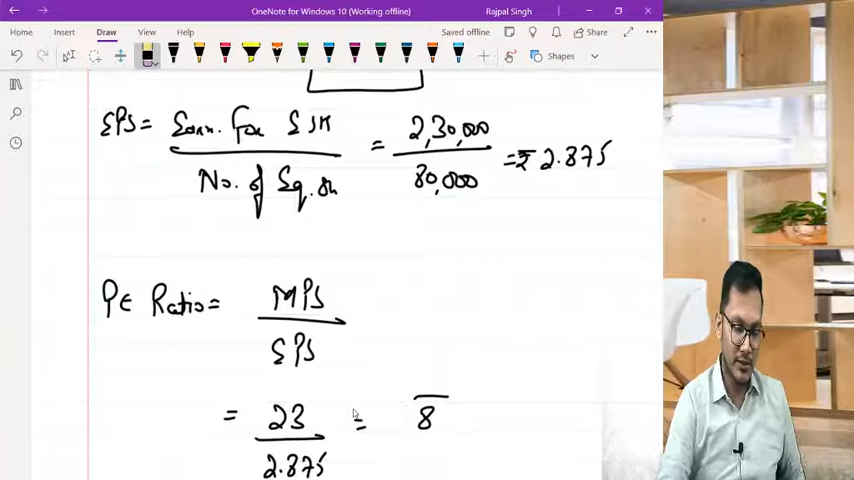 OneNote for Windows 10 (Working offline)
Rajpal Singh
Home Insert Draw View Help
Saved offline
Share
Shapes
EPS = Earn. For ESH = 2,30,000 = ₹ 2.875
No. of Eq. Sh 80,000
PE Ratio = MPS
EPS
= 23 = 8
2.875